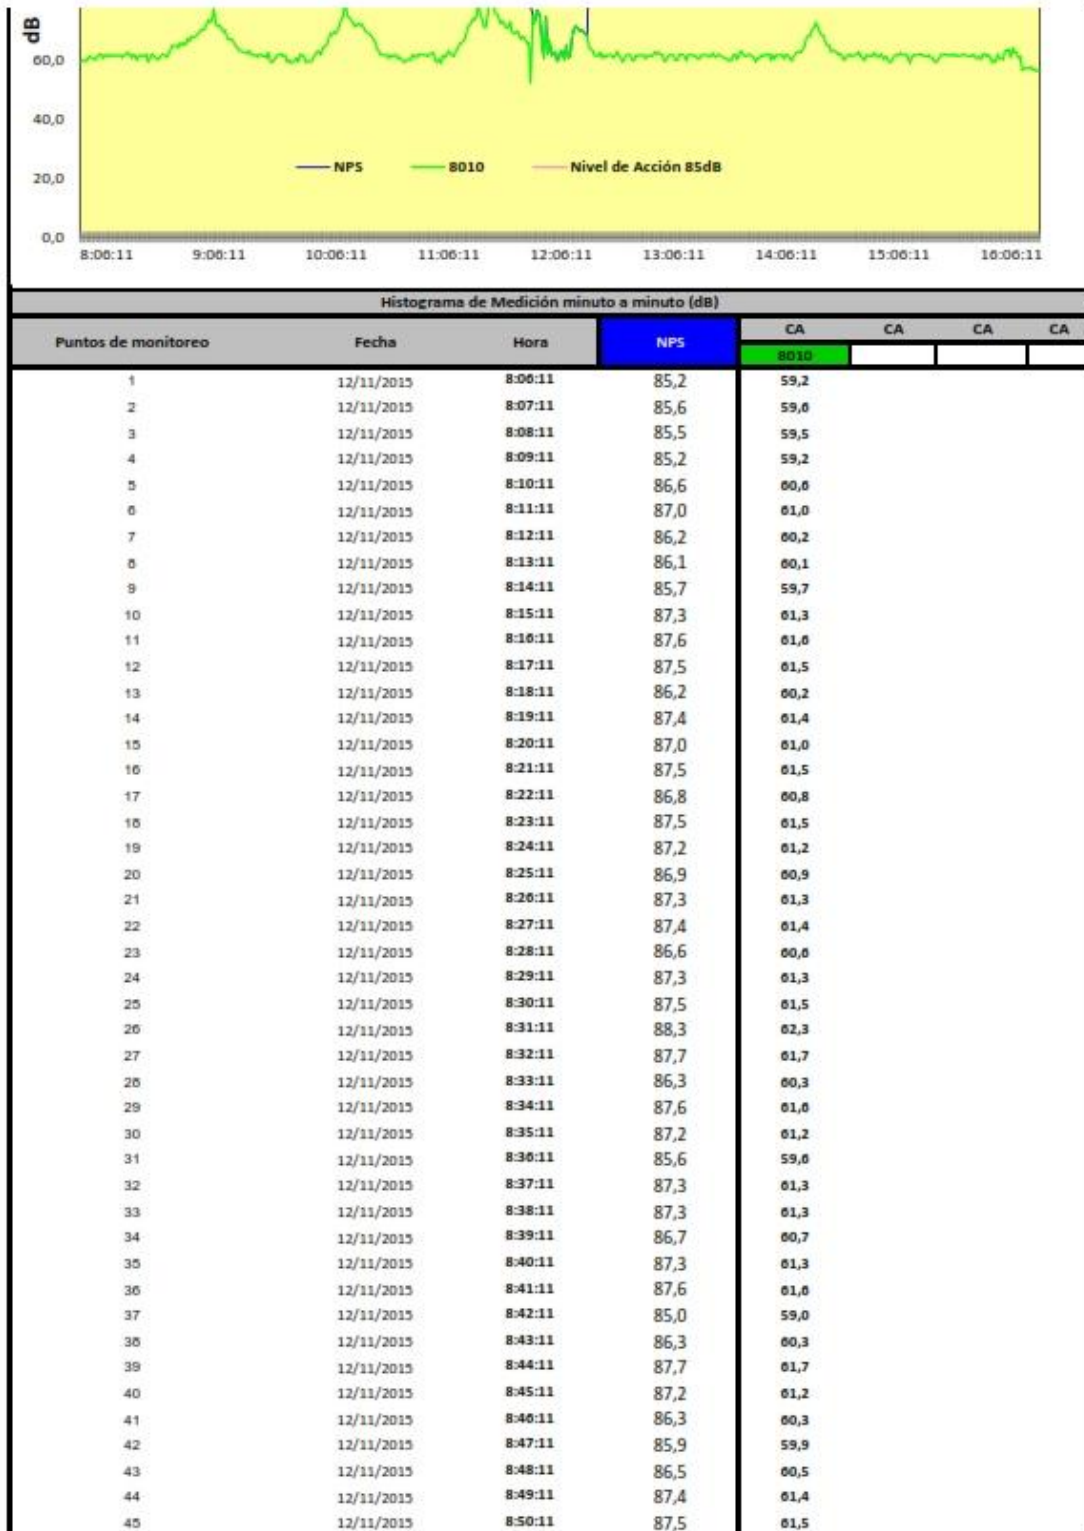 dB
60,0
40,0
20,0
0,0
NPS 8010 Nivel de Acción 85dB
8:06:11 9:06:11 10:06:11 11:06:11 12:06:11 13:06:11 14:06:11 15:06:11 16:06:11
Histograma de Medición minuto a minuto (dB)
Puntos de monitoreo Fecha Hora NPS CA CA CA CA
8010
1 12/11/2015 8:06:11 85,2 59,2
2 12/11/2015 8:07:11 85,6 59,6
3 12/11/2015 8:08:11 85,5 59,5
4 12/11/2015 8:09:11 85,2 59,2
5 12/11/2015 8:10:11 86,6 60,6
6 12/11/2015 8:11:11 87,0 61,0
7 12/11/2015 8:12:11 86,2 60,2
8 12/11/2015 8:13:11 86,1 60,1
9 12/11/2015 8:14:11 85,7 59,7
10 12/11/2015 8:15:11 87,3 61,3
11 12/11/2015 8:16:11 87,6 61,6
12 12/11/2015 8:17:11 87,5 61,5
13 12/11/2015 8:18:11 86,2 60,2
14 12/11/2015 8:19:11 87,4 61,4
15 12/11/2015 8:20:11 87,0 61,0
16 12/11/2015 8:21:11 87,5 61,5
17 12/11/2015 8:22:11 86,8 60,8
18 12/11/2015 8:23:11 87,5 61,5
19 12/11/2015 8:24:11 87,2 61,2
20 12/11/2015 8:25:11 86,9 60,9
21 12/11/2015 8:26:11 87,3 61,3
22 12/11/2015 8:27:11 87,4 61,4
23 12/11/2015 8:28:11 86,6 60,6
24 12/11/2015 8:29:11 87,3 61,3
25 12/11/2015 8:30:11 87,5 61,5
26 12/11/2015 8:31:11 88,3 62,3
27 12/11/2015 8:32:11 87,7 61,7
28 12/11/2015 8:33:11 86,3 60,3
29 12/11/2015 8:34:11 87,6 61,6
30 12/11/2015 8:35:11 87,2 61,2
31 12/11/2015 8:36:11 85,6 59,6
32 12/11/2015 8:37:11 87,3 61,3
33 12/11/2015 8:38:11 87,3 61,3
34 12/11/2015 8:39:11 86,7 60,7
35 12/11/2015 8:40:11 87,3 61,3
36 12/11/2015 8:41:11 87,6 61,6
37 12/11/2015 8:42:11 85,0 59,0
38 12/11/2015 8:43:11 86,3 60,3
39 12/11/2015 8:44:11 87,7 61,7
40 12/11/2015 8:45:11 87,2 61,2
41 12/11/2015 8:46:11 86,3 60,3
42 12/11/2015 8:47:11 85,9 59,9
43 12/11/2015 8:48:11 86,5 60,5
44 12/11/2015 8:49:11 87,4 61,4
45 12/11/2015 8:50:11 87,5 61,5